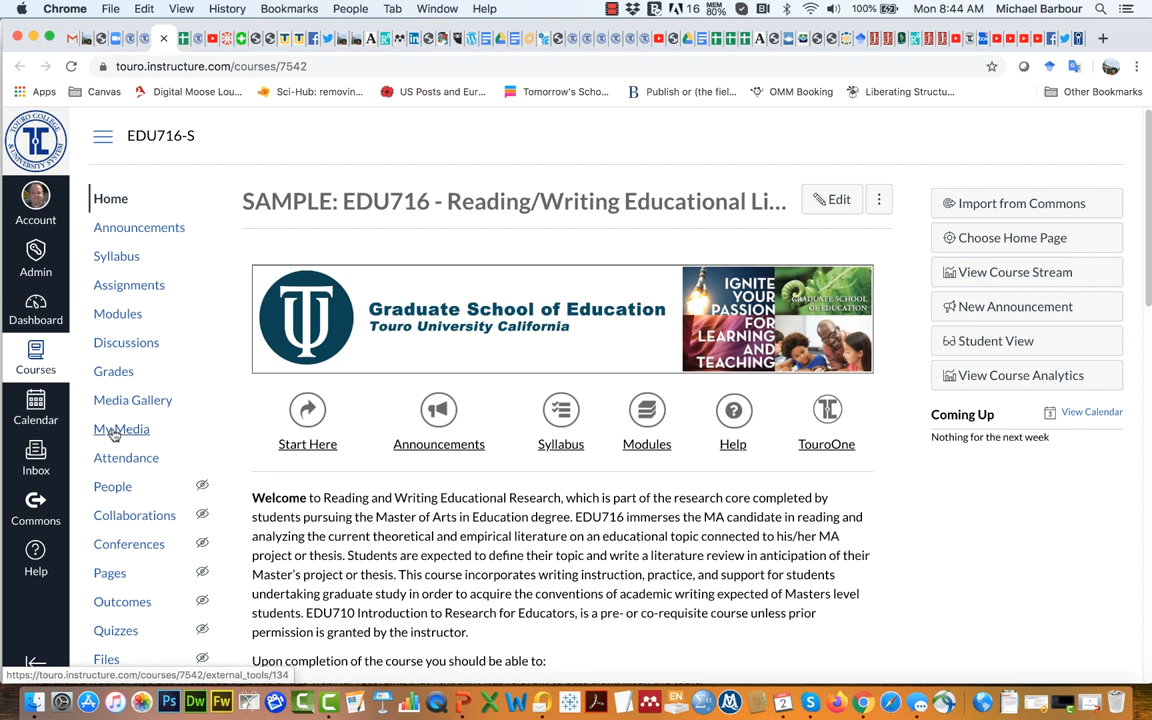 Chrome File Edit View History Bookmarks People Tab Window Help 16 MEM 80% 100% Mon 8:44 AM Michael Barbour
touro.instructure.com/courses/7542
Apps Canvas Digital Moose Lou... Sci-Hub: removin... US Posts and Eur... Tomorrow's Scho... Publish or (the fiel... OMM Booking Liberating Structu... Other Bookmarks
EDU716-S
Account
Admin
Dashboard
Courses
Calendar
Inbox
Commons
Help
Home
Announcements
Syllabus
Assignments
Modules
Discussions
Grades
Media Gallery
My Media
Attendance
People
Collaborations
Conferences
Pages
Outcomes
Quizzes
Files
SAMPLE: EDU716 - Reading/Writing Educational Li...
Edit
Graduate School of Education
Touro University California
IGNITE
YOUR
PASSION
FOR
LEARNING
AND
TEACHING
GRADUATE SCHOOL
OF EDUCATION
Start Here Announcements Syllabus Modules Help TouroOne
Welcome to Reading and Writing Educational Research, which is part of the research core completed by
students pursuing the Master of Arts in Education degree. EDU716 immerses the MA candidate in reading and
analyzing the current theoretical and empirical literature on an educational topic connected to his/her MA
project or thesis. Students are expected to define their topic and write a literature review in anticipation of their
Master's project or thesis. This course incorporates writing instruction, practice, and support for students
undertaking graduate study in order to acquire the conventions of academic writing expected of Masters level
students. EDU710 Introduction to Research for Educators, is a pre- or co-requisite course unless prior
permission is granted by the instructor.
Upon completion of the course you should be able to:
Import from Commons
Choose Home Page
View Course Stream
New Announcement
Student View
View Course Analytics
Coming Up View Calendar
Nothing for the next week
https://touro.instructure.com/courses/7542/external_tools/134